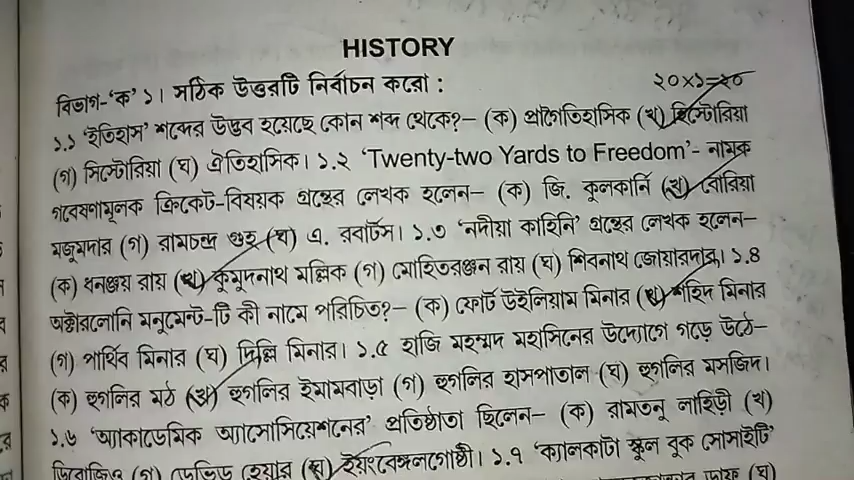 HISTORY
বিভাগ-‘ক’ ১। সঠিক উত্তরটি নির্বাচন করো : ২০×১=২০
১.১ ‘ইতিহাস’ শব্দের উদ্ভব হয়েছে কোন শব্দ থেকে?– (ক) প্রাগৈতিহাসিক (খ) হিস্টোরিয়া
(গ) সিস্টোরিয়া (ঘ) ঐতিহাসিক। ১.২ ‘Twenty-two Yards to Freedom’- নামক
গবেষণামূলক ক্রিকেট-বিষয়ক গ্রন্থের লেখক হলেন– (ক) জি. কুলকার্নি (খ) বোরিয়া
মজুমদার (গ) রামচন্দ্র গুহ (ঘ) এ. রবার্টস। ১.৩ ‘নদীয়া কাহিনি’ গ্রন্থের লেখক হলেন–
(ক) ধনঞ্জয় রায় (খ) কুমুদনাথ মল্লিক (গ) মোহিতরঞ্জন রায় (ঘ) শিবনাথ জোয়ারদার। ১.৪
অক্টারলোনি মনুমেন্ট-টি কী নামে পরিচিত?– (ক) ফোর্ট উইলিয়াম মিনার (খ) শহিদ মিনার
(গ) পার্থিব মিনার (ঘ) দিল্লি মিনার। ১.৫ হাজি মহম্মদ মহসিনের উদ্যোগে গড়ে উঠে–
(ক) হুগলির মঠ (খ) হুগলির ইমামবাড়া (গ) হুগলির হাসপাতাল (ঘ) হুগলির মসজিদ।
১.৬ ‘অ্যাকাডেমিক অ্যাসোসিয়েশনের’ প্রতিষ্ঠাতা ছিলেন– (ক) রামতনু লাহিড়ী (খ)
ডিরোজিও (গ) ডেভিড হেয়ার (ঘ) ইয়ংবেঙ্গলগোষ্ঠী। ১.৭ ‘ক্যালকাটা স্কুল বুক সোসাইটি’
(ঘ)